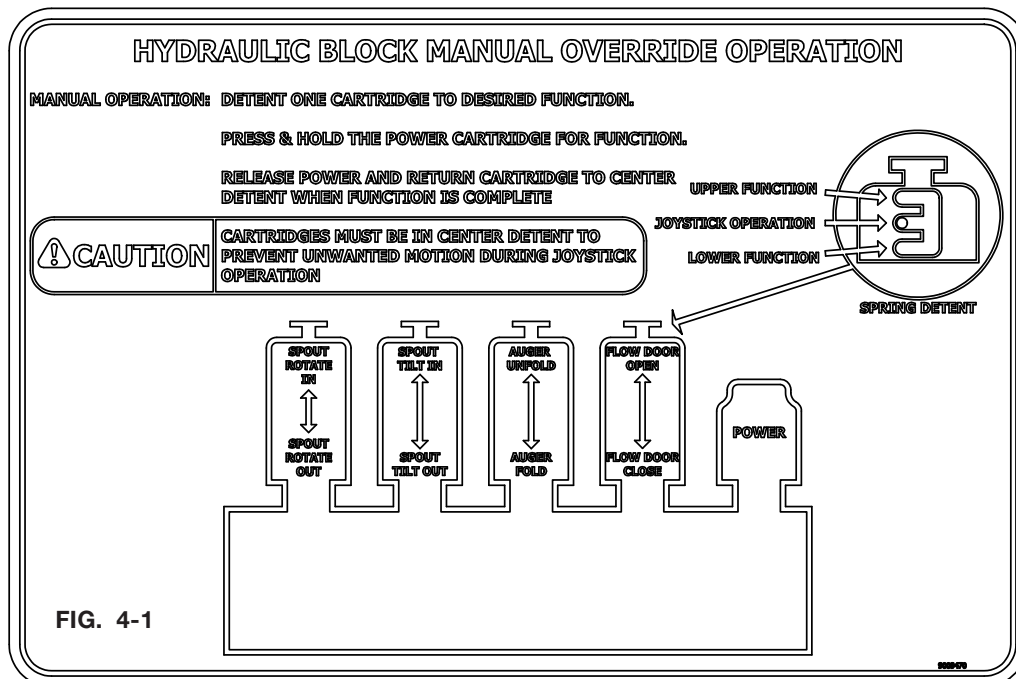 HYDRAULIC BLOCK MANUAL OVERRIDE OPERATION
MANUAL OPERATION: DETENT ONE CARTRIDGE TO DESIRED FUNCTION.
PRESS & HOLD THE POWER CARTRIDGE FOR FUNCTION.
RELEASE POWER AND RETURN CARTRIDGE TO CENTER
DETENT WHEN FUNCTION IS COMPLETE
CAUTION
CARTRIDGES MUST BE IN CENTER DETENT TO
PREVENT UNWANTED MOTION DURING JOYSTICK
OPERATION
UPPER FUNCTION
JOYSTICK OPERATION
LOWER FUNCTION
SPRING DETENT
SPOUT
ROTATE
IN
SPOUT
ROTATE
OUT
SPOUT
TILT IN
SPOUT
TILT OUT
AUGER
UNFOLD
AUGER
FOLD
FLOW DOOR
OPEN
FLOW DOOR
CLOSE
POWER
FIG. 4-1